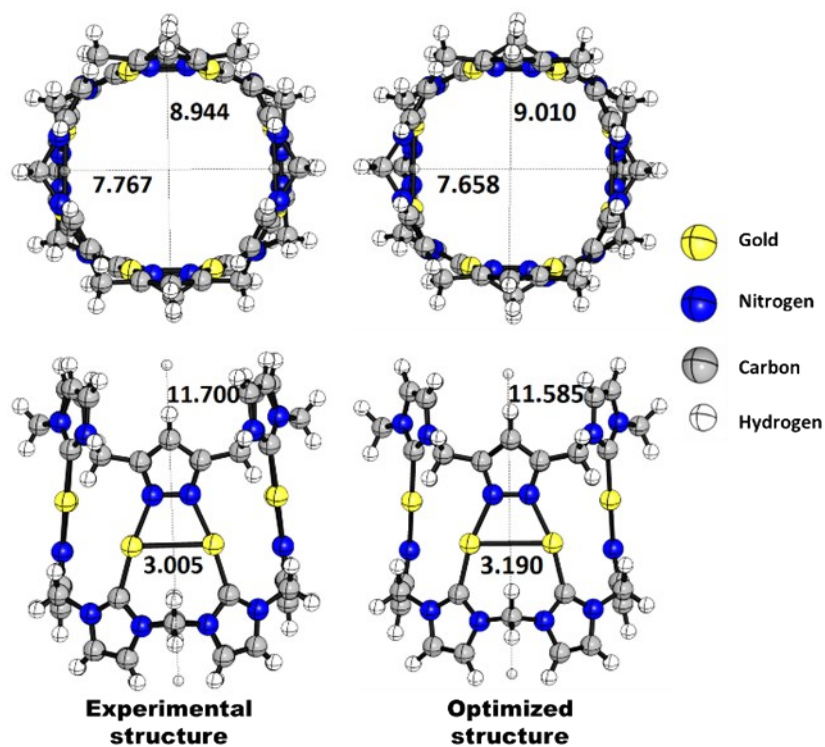 8.944
7.767
9.010
7.658
Gold
Nitrogen
Carbon
Hydrogen
11.700
3.005
11.585
3.190
Experimental
structure
Optimized
structure